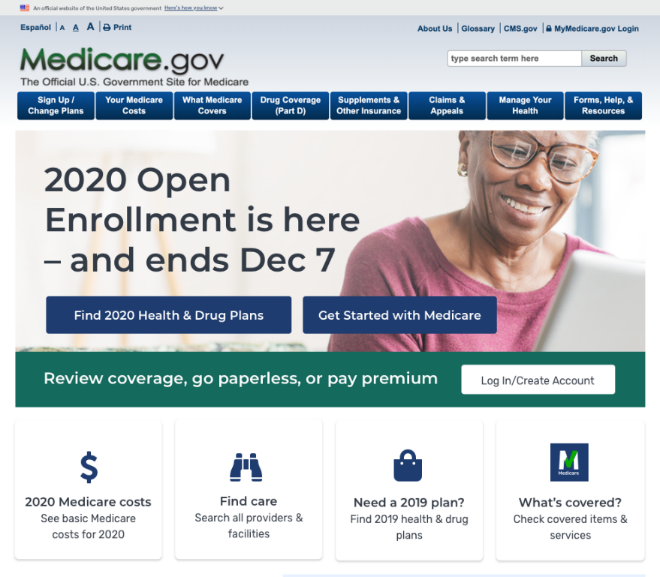 An official website of the United States government Here's how you know
Español | A A A | Print
About Us | Glossary | CMS.gov | MyMedicare.gov Login
Medicare.gov
The Official U.S. Government Site for Medicare
type search term here
Search
Sign Up /
Change Plans
Your Medicare
Costs
What Medicare
Covers
Drug Coverage
(Part D)
Supplements &
Other Insurance
Claims &
Appeals
Manage Your
Health
Forms, Help, &
Resources
2020 Open
Enrollment is here
– and ends Dec 7
Find 2020 Health & Drug Plans
Get Started with Medicare
Review coverage, go paperless, or pay premium
Log In/Create Account
2020 Medicare costs
See basic Medicare
costs for 2020
Find care
Search all providers &
facilities
Need a 2019 plan?
Find 2019 health & drug
plans
Medicare
What's covered?
Check covered items &
services